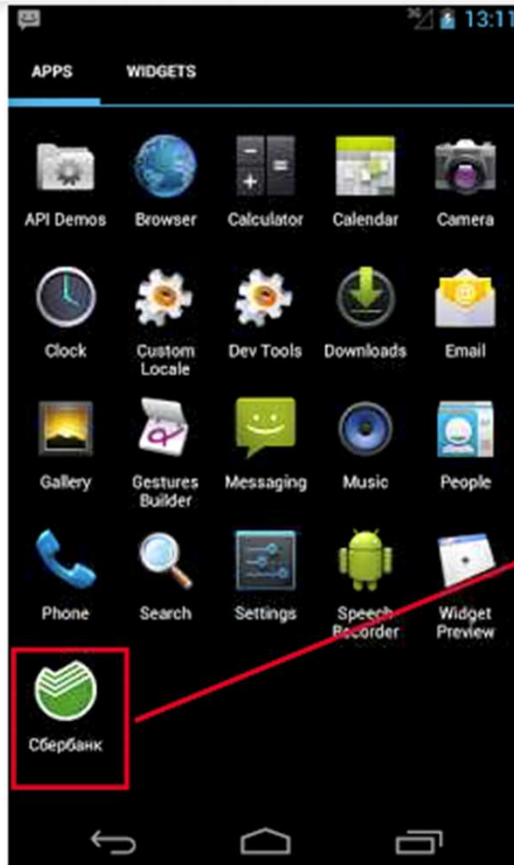 3G 13:11
APPS WIDGETS
API Demos Browser Calculator Calendar Camera
Clock Custom Locale Dev Tools Downloads Email
Gallery Gestures Builder Messaging Music People
Phone Search Settings Speech Recorder Widget Preview
Сбербанк